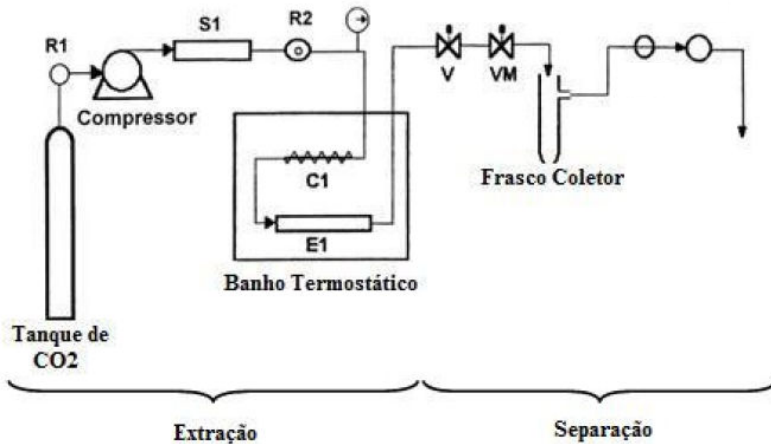 R1
S1
R2
Compressor
C1
E1
Banho Termostático
V
VM
Frasco Coletor
Tanque de
CO2
Extração
Separação